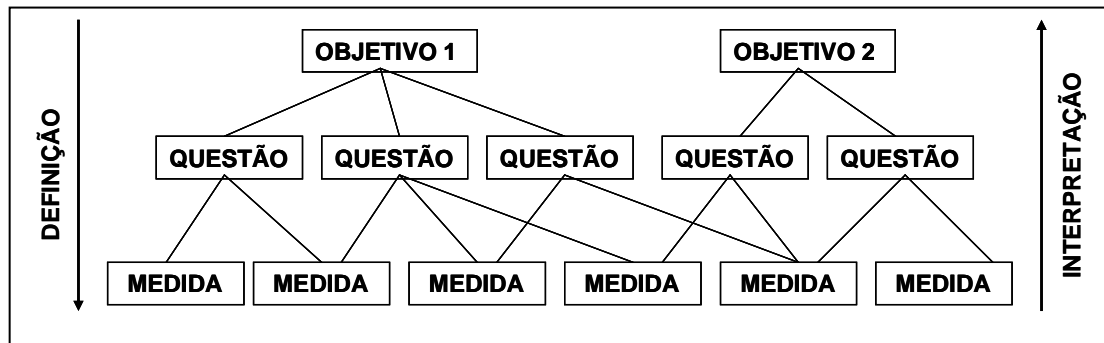 OBJETIVO 1
OBJETIVO 2
DEFINIÇÃO
INTERPRETAÇÃO
QUESTÃO
QUESTÃO
QUESTÃO
QUESTÃO
QUESTÃO
MEDIDA
MEDIDA
MEDIDA
MEDIDA
MEDIDA
MEDIDA